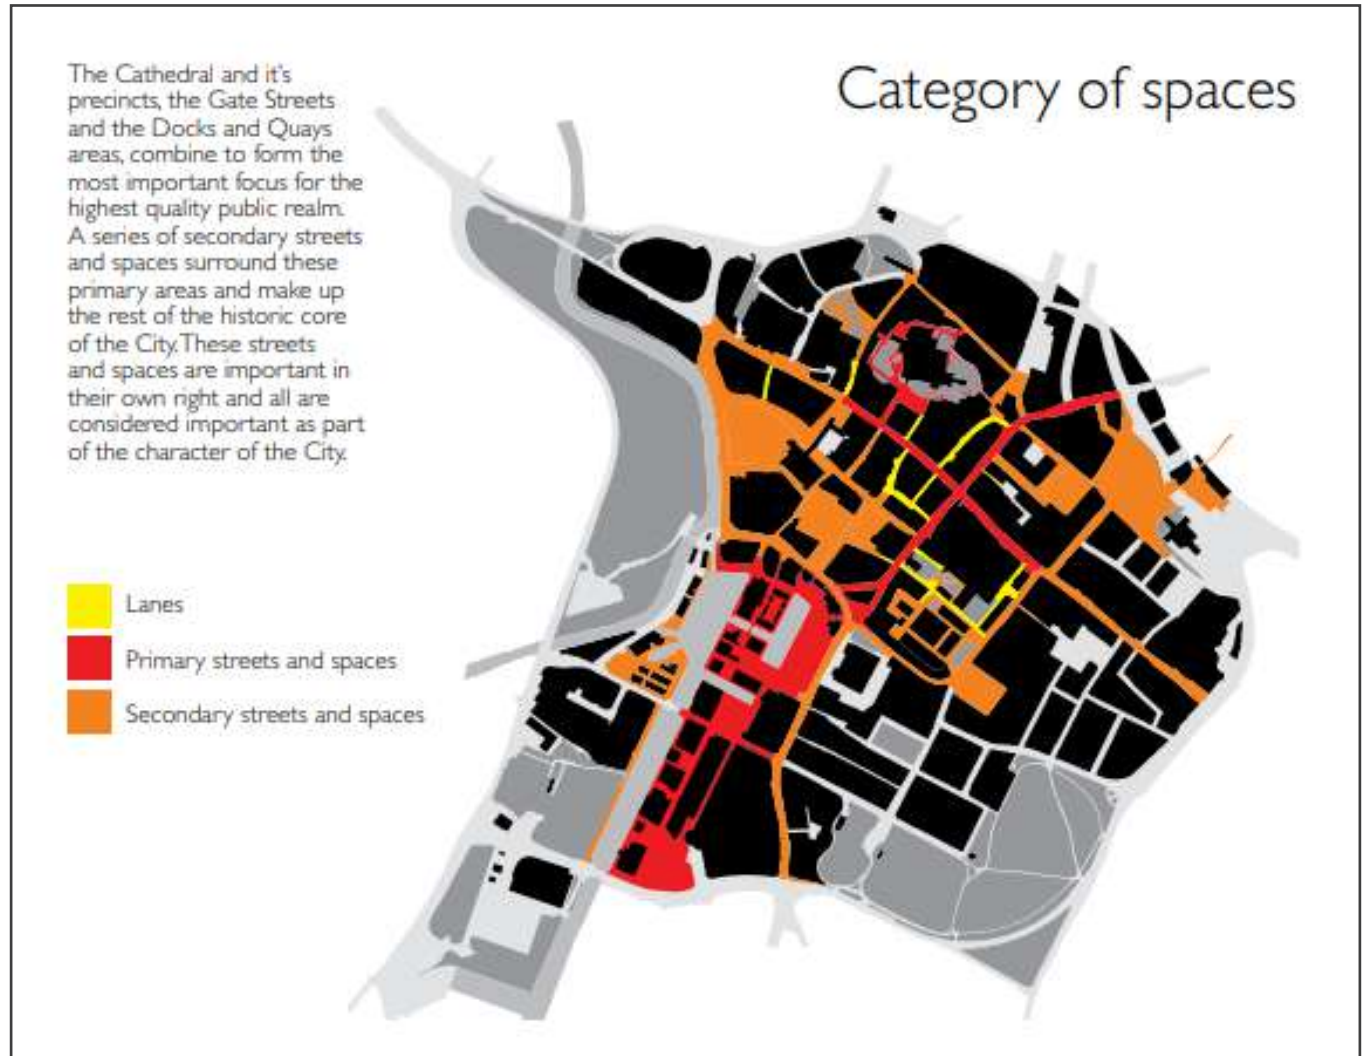 Category of spaces
The Cathedral and it's
precincts, the Gate Streets
and the Docks and Quays
areas, combine to form the
most important focus for the
highest quality public realm.
A series of secondary streets
and spaces surround these
primary areas and make up
the rest of the historic core
of the City. These streets
and spaces are important in
their own right and all are
considered important as part
of the character of the City.
Lanes
Primary streets and spaces
Secondary streets and spaces